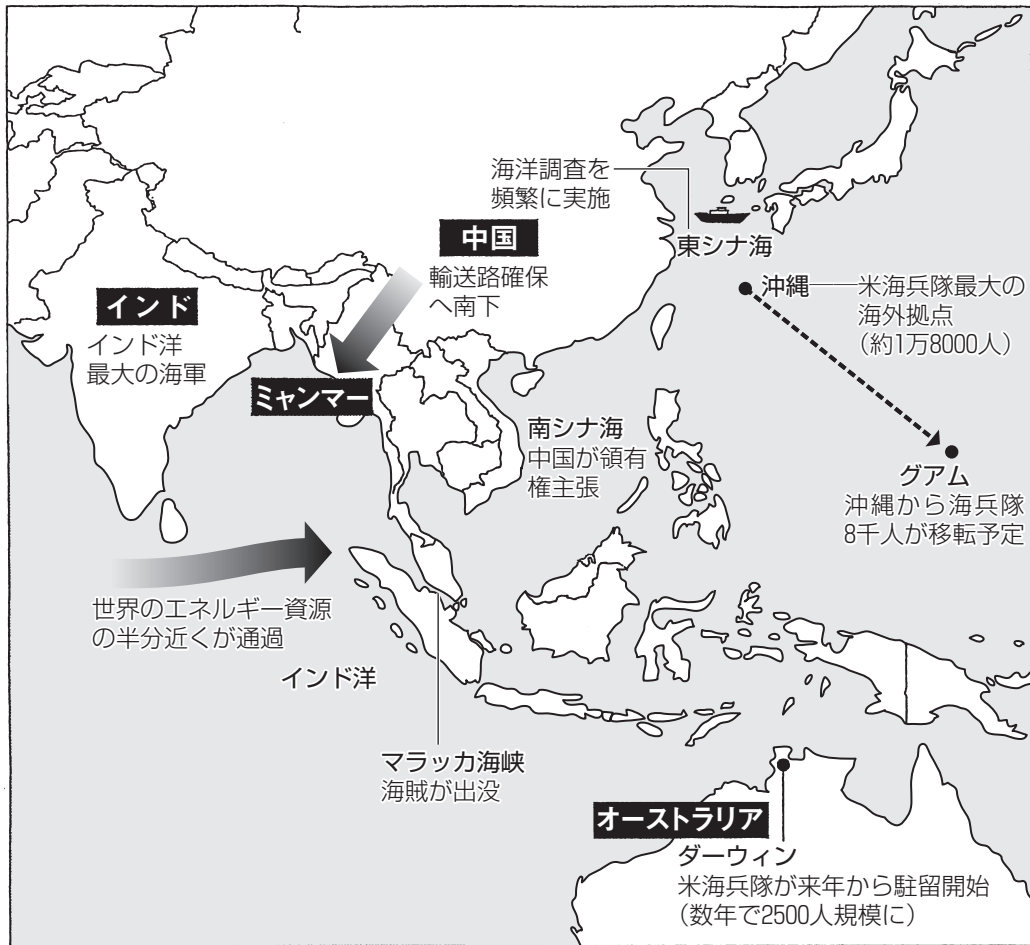 海洋調査を
頻繁に実施
東シナ海
中国
輸送路確保
へ南下
インド
インド洋
最大の海軍
ミャンマー
沖縄
米海兵隊最大の
海外拠点
（約1万8000人）
南シナ海
中国が領有
権主張
グアム
沖縄から海兵隊
8千人が移転予定
世界のエネルギー資源
の半分近くが通過
インド洋
マラッカ海峡
海賊が出没
オーストラリア
ダーウィン
米海兵隊が来年から駐留開始
（数年で2500人規模に）